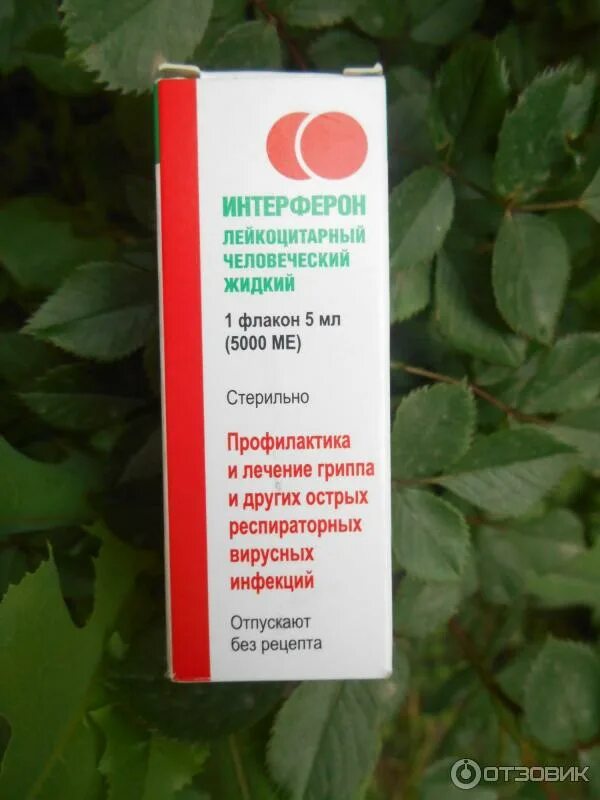 ИНТЕРФЕРОН
ЛЕЙКОЦИТАРНЫЙ
ЧЕЛОВЕЧЕСКИЙ
ЖИДКИЙ
1 флакон 5 мл
(5000 МЕ)
Стерильно
Профилактика
и лечение гриппа
и других острых
респираторных
вирусных
инфекций
Отпускают
без рецепта
ОТЗОВИК